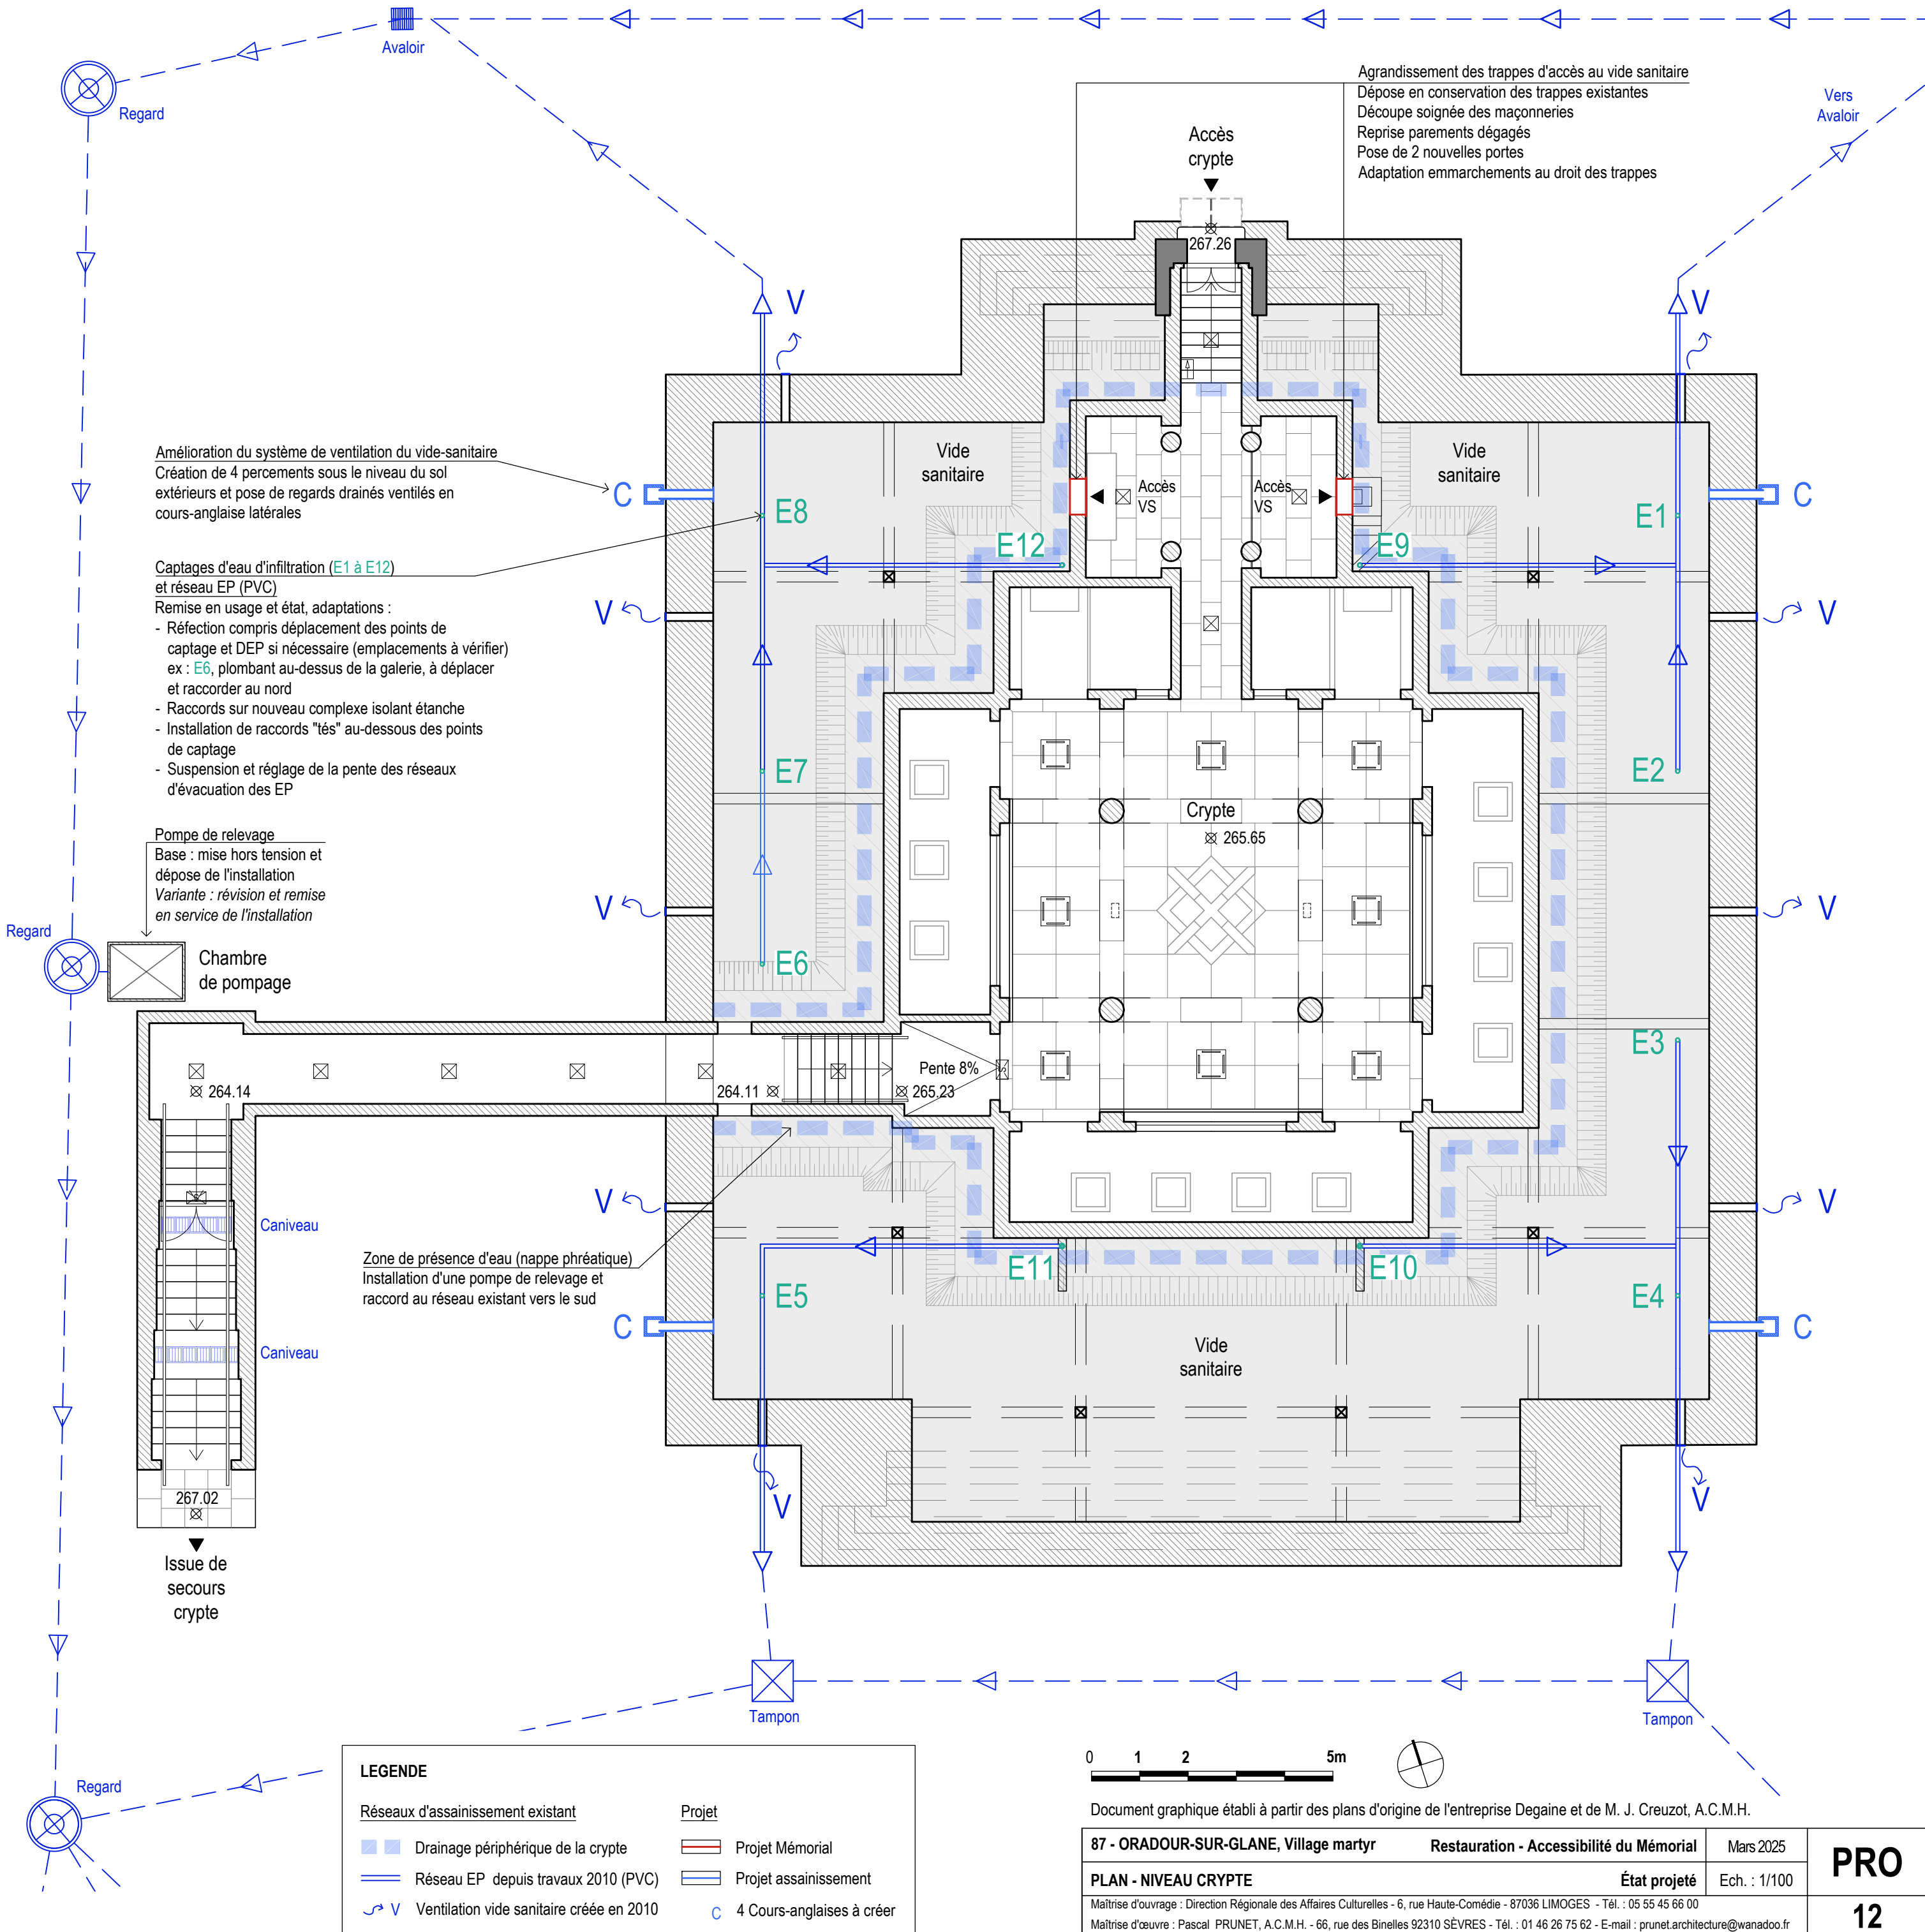 Avaloir
Regard
Agrandissement des trappes d'accès au vide sanitaire
Dépose en conservation des trappes existantes
Découpe soignée des maçonneries
Reprise parements dégagés
Pose de 2 nouvelles portes
Adaptation emmarchements au droit des trappes
Vers
Avaloir
Accès
crypte
267.26
V
V
Amélioration du système de ventilation du vide-sanitaire
Création de 4 percements sous le niveau du sol
extérieurs et pose de regards drainés ventilés en
cours-anglaise latérales
Vide
sanitaire
Vide
sanitaire
C
E8
Accès
VS
Accès
VS
E1
C
E12
E9
Captages d'eau d'infiltration (E1 à E12)
et réseau EP (PVC)
Remise en usage et état, adaptations :
- Réfection compris déplacement des points de
captage et DEP si nécessaire (emplacements à vérifier)
ex : E6, plombant au-dessus de la galerie, à déplacer
et raccorder au nord
- Raccords sur nouveau complexe isolant étanche
- Installation de raccords "tés" au-dessous des points
de captage
- Suspension et réglage de la pente des réseaux
d'évacuation des EP
V
V
E7
E2
Crypte
265.65
Pompe de relevage
Base : mise hors tension et
dépose de l'installation
Variante : révision et remise
en service de l'installation
V
V
Regard
Chambre
de pompage
E6
E3
Pente 8%
264.14
264.11
265.23
V
V
Caniveau
Zone de présence d'eau (nappe phréatique)
Installation d'une pompe de relevage et
raccord au réseau existant vers le sud
E11
E10
E5
E4
C
C
Caniveau
Vide
sanitaire
267.02
V
V
Issue de
secours
crypte
Tampon
Tampon
Regard
LEGENDE
Réseaux d'assainissement existant
Drainage périphérique de la crypte
Réseau EP depuis travaux 2010 (PVC)
V Ventilation vide sanitaire créée en 2010
Projet
Projet Mémorial
Projet assainissement
C 4 Cours-anglaises à créer
0 1 2 5m
Document graphique établi à partir des plans d'origine de l'entreprise Degaine et de M. J. Creuzot, A.C.M.H.
87 - ORADOUR-SUR-GLANE, Village martyr Restauration - Accessibilité du Mémorial Mars 2025
PLAN - NIVEAU CRYPTE État projeté Ech. : 1/100
Maîtrise d'ouvrage : Direction Régionale des Affaires Culturelles - 6, rue Haute-Comédie - 87036 LIMOGES - Tél. : 05 55 45 66 00
Maîtrise d'œuvre : Pascal PRUNET, A.C.M.H. - 66, rue des Binelles 92310 SÈVRES - Tél. : 01 46 26 75 62 - E-mail : prunet.architecture@wanadoo.fr
PRO
12